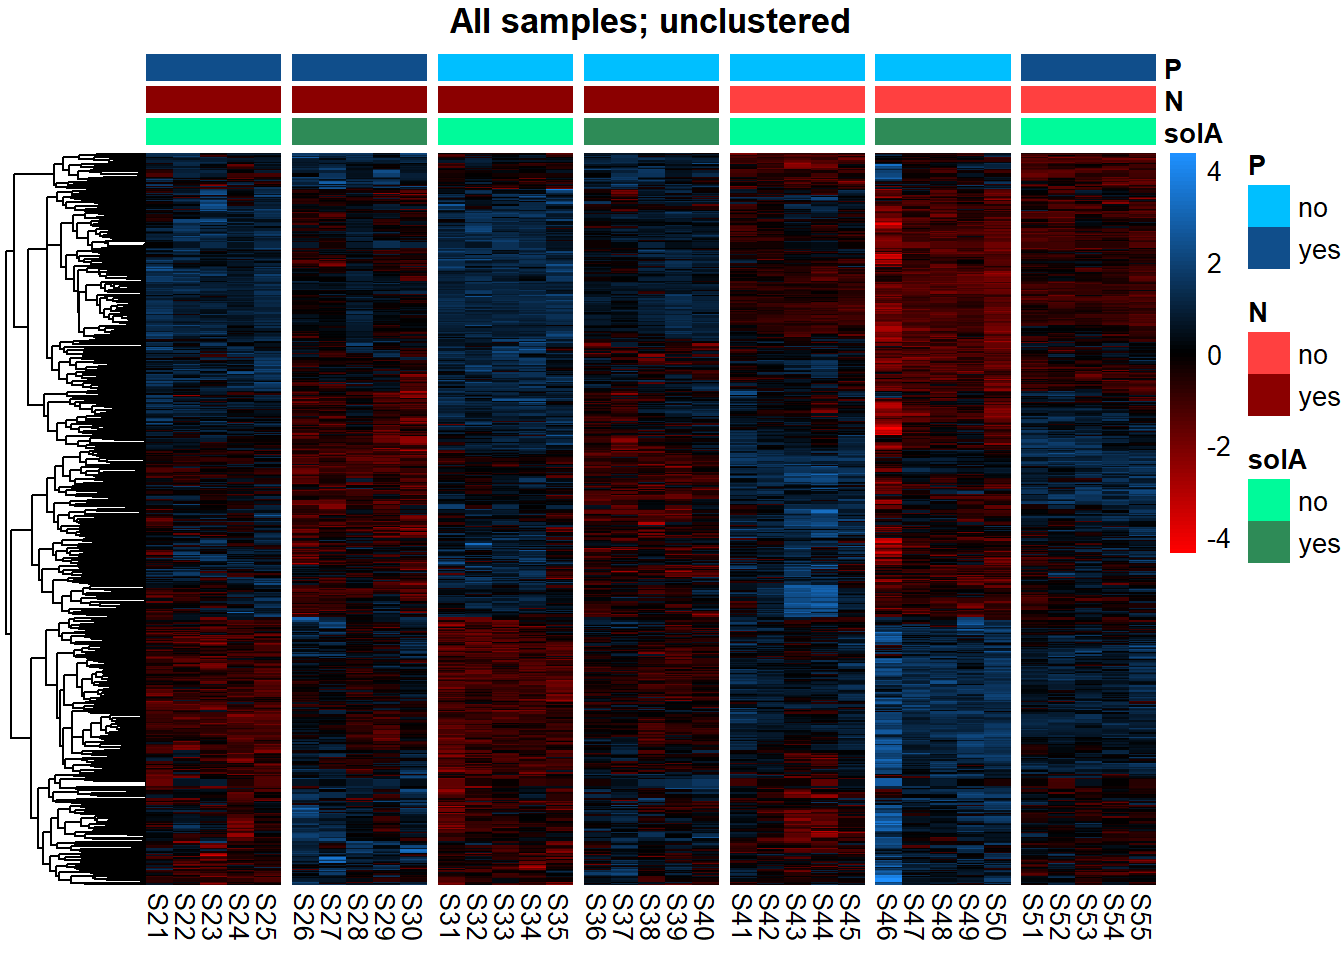 All samples; unclustered
P
N
solA
4
2
0
-2
-4
P
no
yes
N
no
yes
solA
no
yes
S21
S22
S23
S24
S25
S26
S27
S28
S29
S30
S31
S32
S33
S34
S35
S36
S37
S38
S39
S40
S41
S42
S43
S44
S45
S46
S47
S48
S49
S50
S51
S52
S53
S54
S55